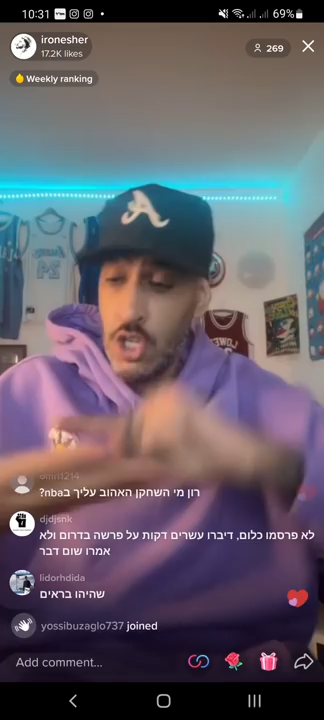 10:31
69%
ironesher
17.2K likes
269
Weekly ranking
omri1214
רון מי השחקן האהוב עליך בnba?
djdjsnk
לא פרסמו כלום, דיברו עשרים דקות על פרשה בדרום ולא
אמרו שום דבר
lidorhdida
שהיהו בראים
yossibuzaglo737 joined
Add comment...